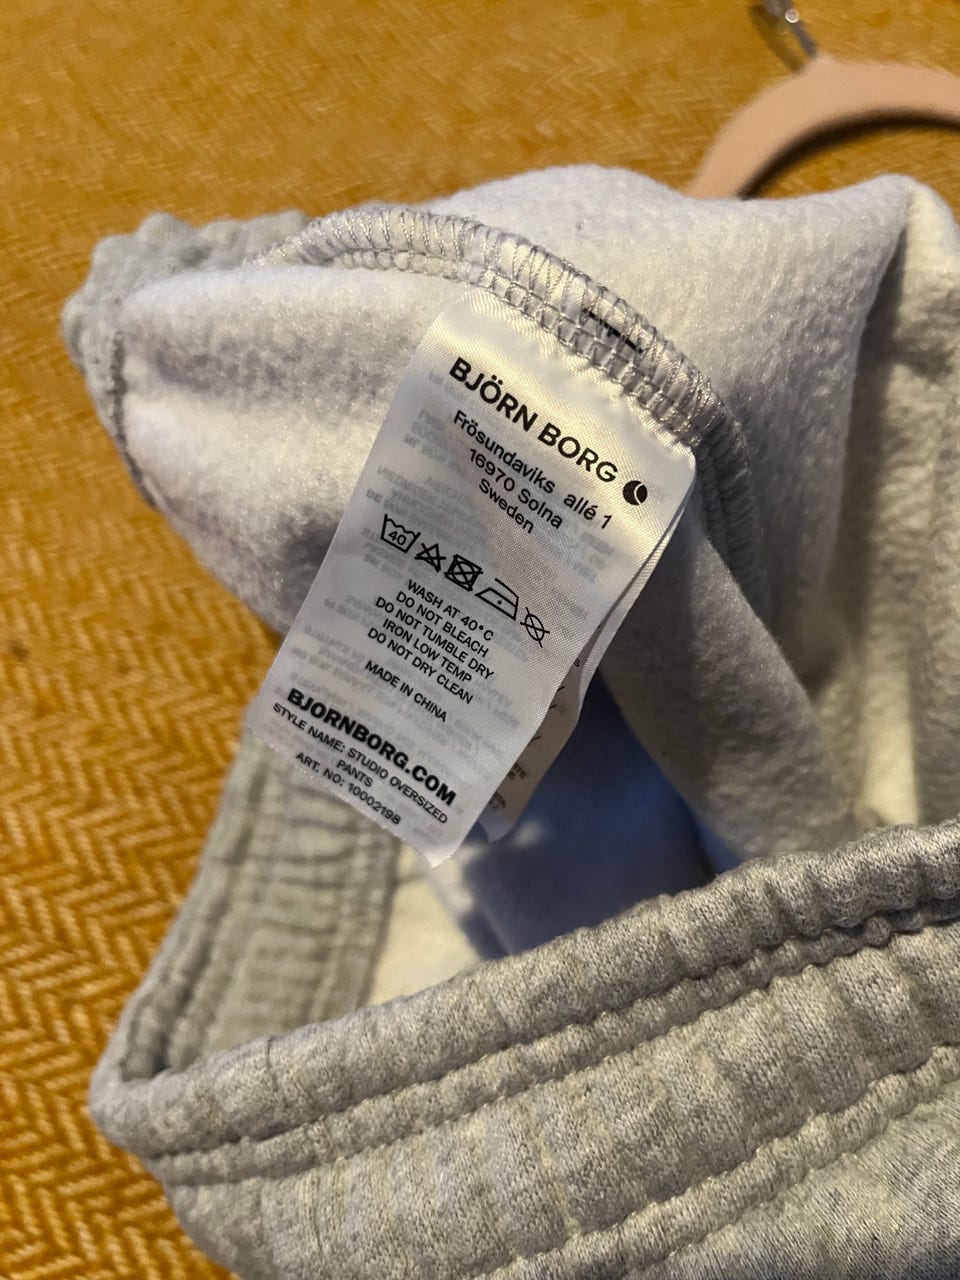 BJÖRN BORG
Frösundaviks allé 1
16970 Solna
Sweden
40
WASH AT 40°C
DO NOT BLEACH
DO NOT TUMBLE DRY
IRON LOW TEMP
DO NOT DRY CLEAN
MADE IN CHINA
BJORNBORG.COM
STYLE NAME: STUDIO OVERSIZED
PANTS
ART. NO: 10002198